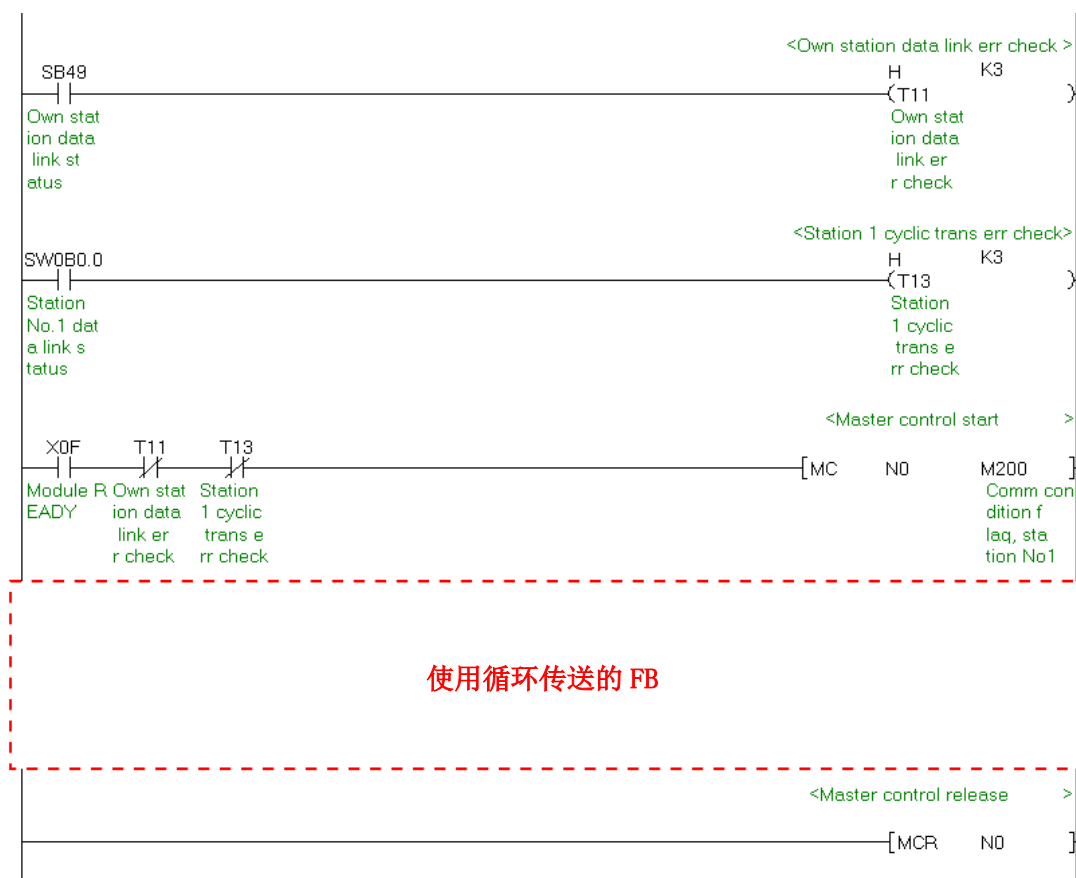 <Own station data link err check >
SB49
H K3
(T11 )
Own stat
ion data
link st
atus
Own stat
ion data
link er
r check
<Station 1 cyclic trans err check>
SW0B0.0
H K3
(T13 )
Station
No.1 dat
a link s
tatus
Station
1 cyclic
trans e
rr check
<Master control start >
X0F T11 T13
[MC N0 M200 ]
Module R
EADY
Own stat
ion data
link er
r check
Station
1 cyclic
trans e
rr check
Comm con
dition f
lag, sta
tion No1
使用循环传送的 FB
<Master control release >
[MCR N0 ]